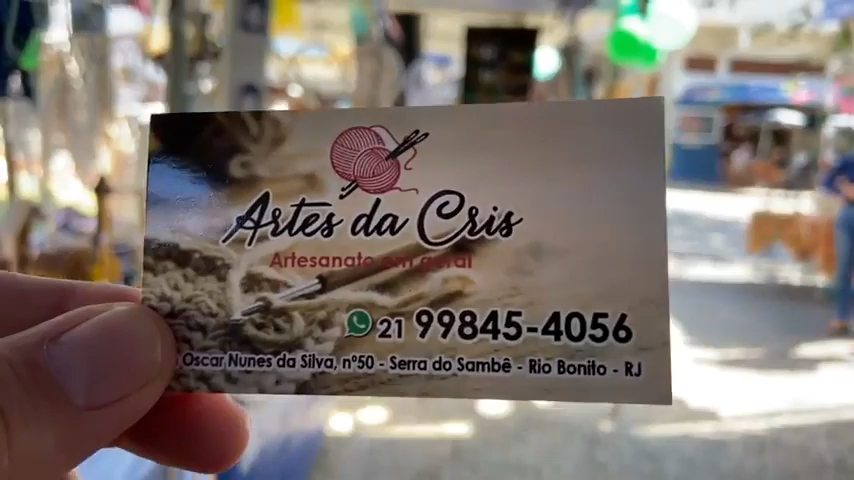 Artes da Cris
Artesanato em geral
21 99845-4056
Oscar Nunes da Silva, nº50 - Serra do Sambê - Rio Bonito - RJ